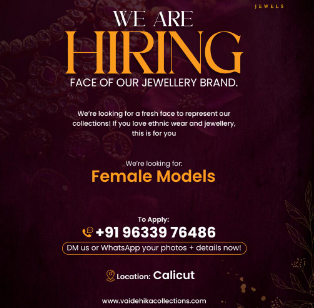 JEWELS
WE ARE
HIRING
FACE OF OUR JEWELLERY BRAND.
We're looking for a fresh face to represent our
collections! If you love ethnic wear and jewellery,
this is for you
We're looking for:
Female Models
To Apply:
+91 96339 76486
DM us or WhatsApp your photos + details now!
Location: Calicut
www.vaidehikacollections.com